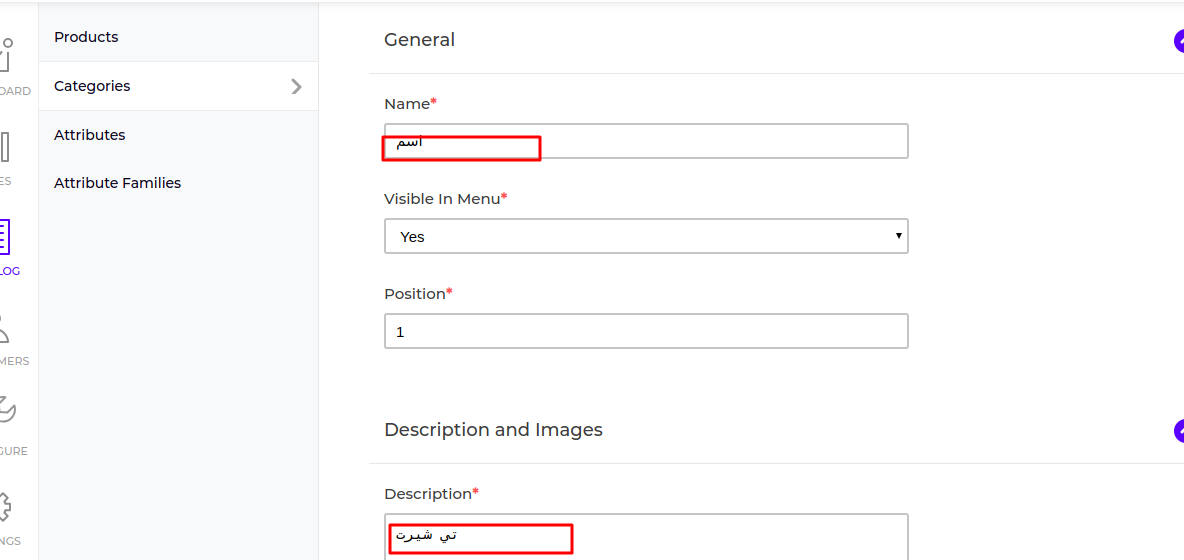 Products
Categories
Attributes
Attribute Families
OARD
ES
LOG
MERS
GURE
NGS
General
Name*
اسم
Visible In Menu*
Yes
Position*
1
Description and Images
Description*
تي شيرت